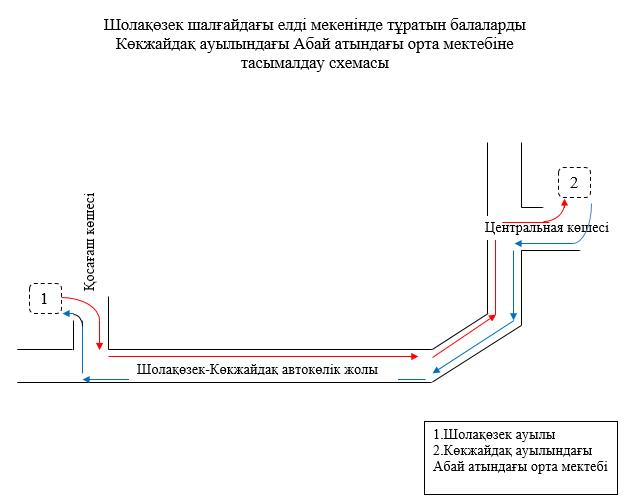 Шолақөзек шалғайдағы елді мекенінде тұратын балаларды
Көкжайдақ ауылындағы Абай атындағы орта мектебіне
тасымалдау схемасы
2
Қосағаш көшесі
Центральная көшесі
1
Шолақөзек-Көкжайдақ автокөлік жолы
1.Шолақөзек ауылы
2.Көкжайдақ ауылындағы
Абай атындағы орта мектебі